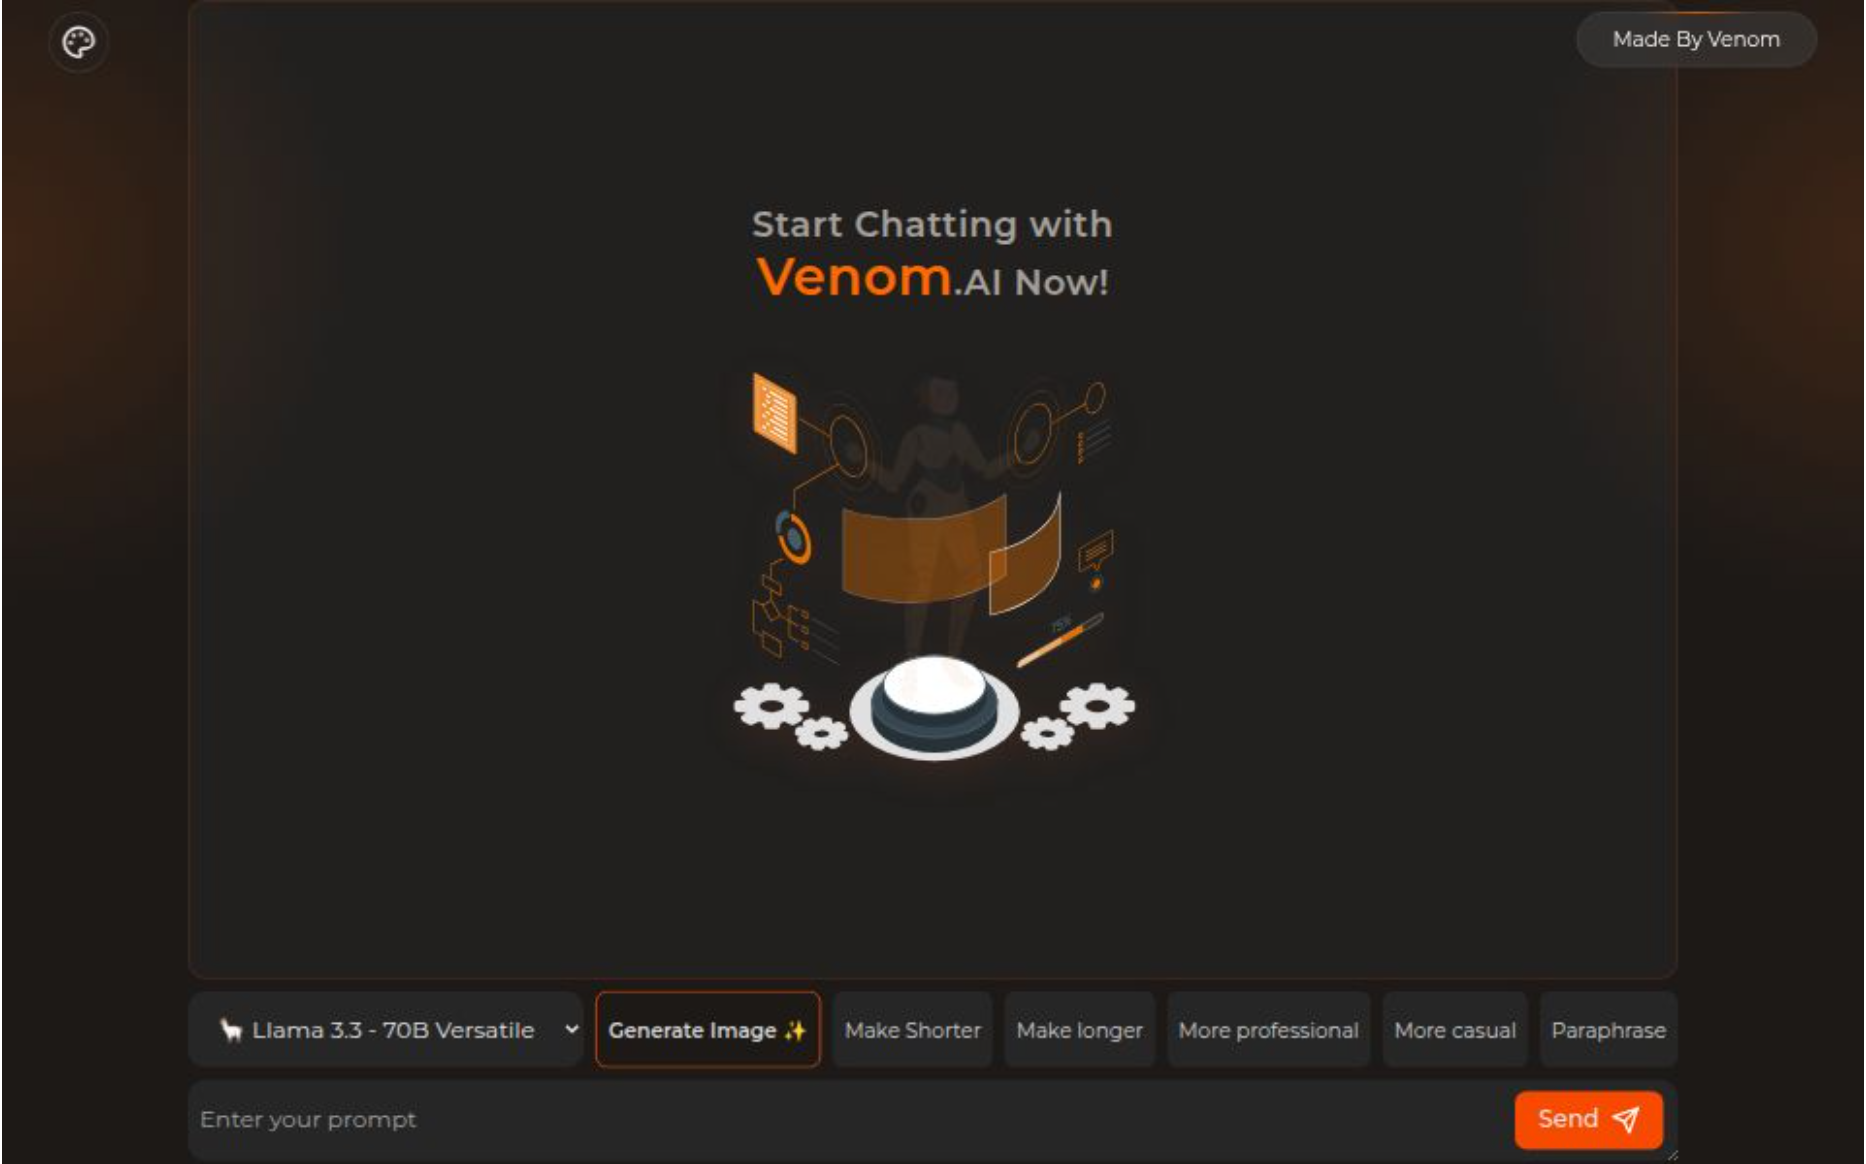 Made By Venom
Start Chatting with
Venom.AI Now!
75%
Llama 3.3 - 70B Versatile
Generate Image ✨
Make Shorter
Make longer
More professional
More casual
Paraphrase
Enter your prompt
Send